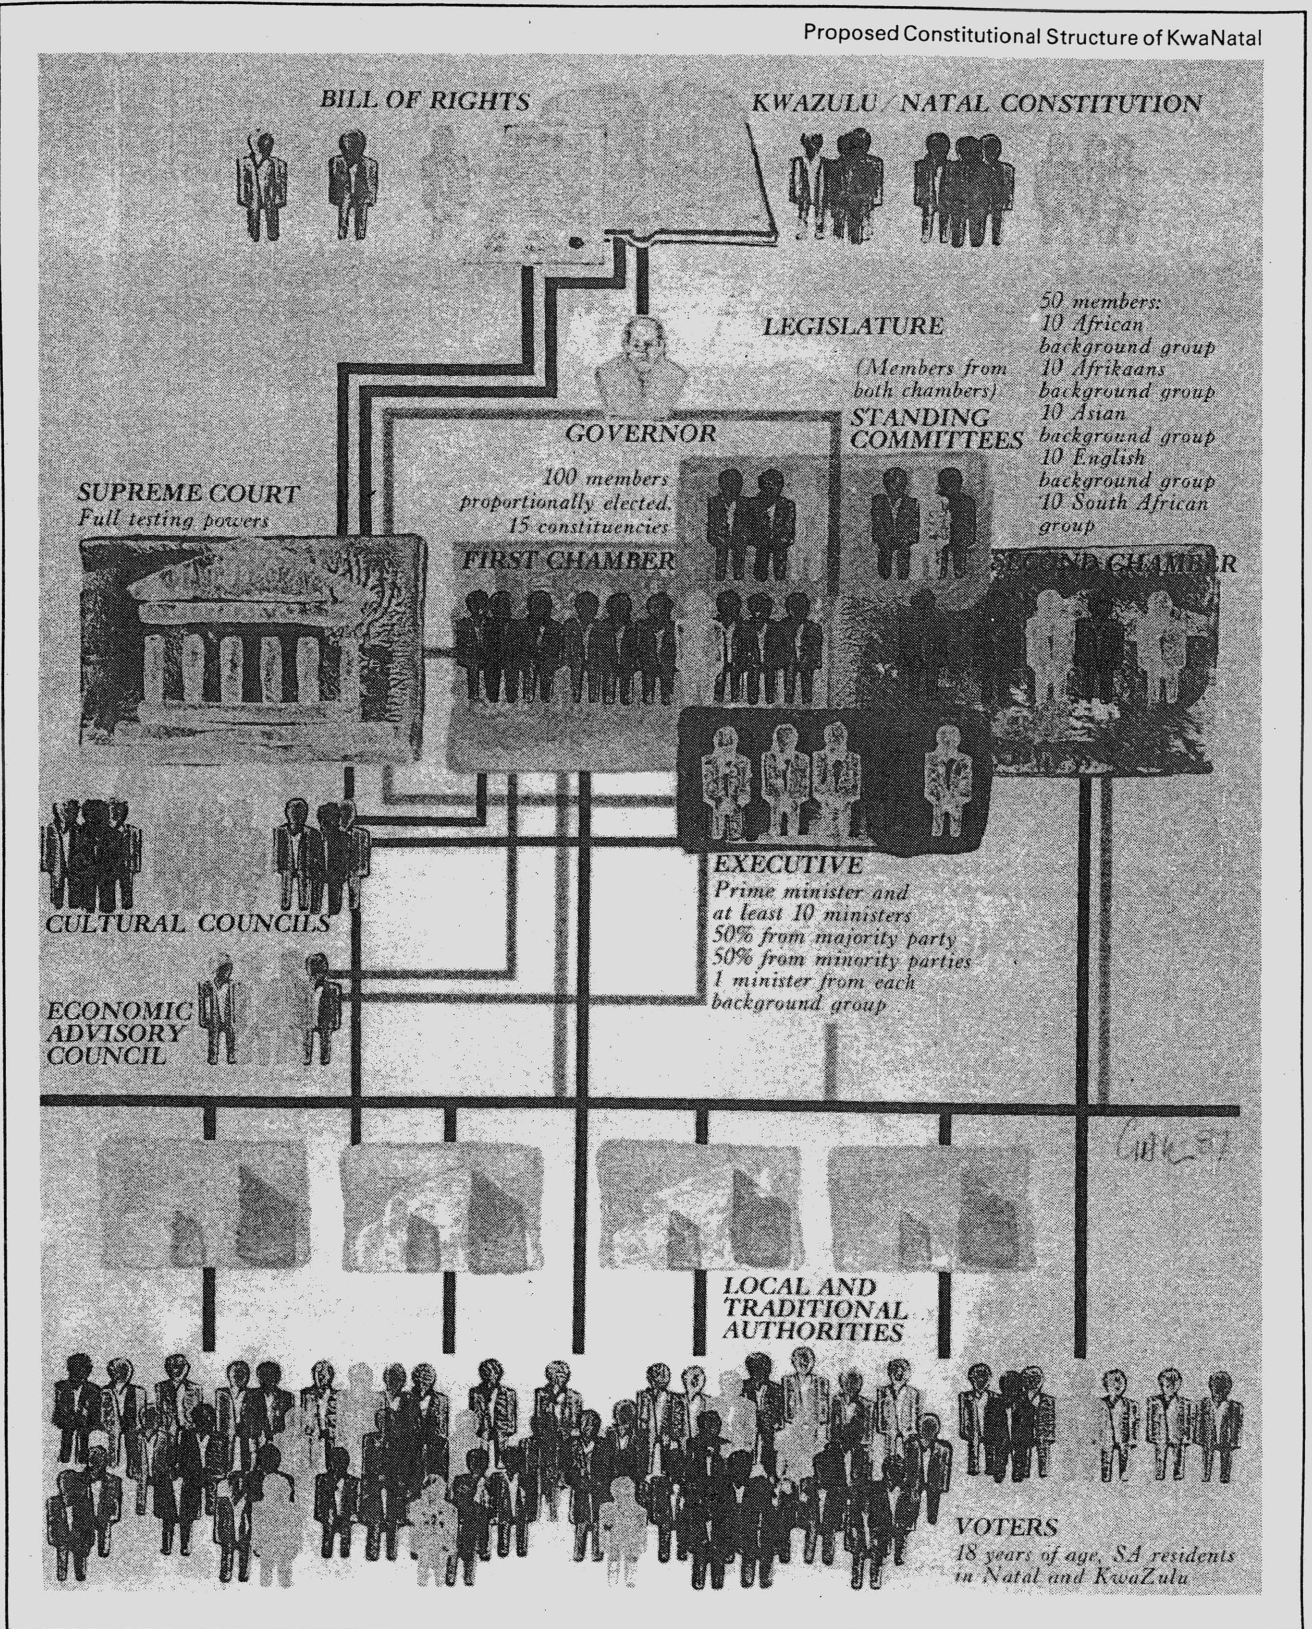 Proposed Constitutional Structure of KwaNatal
BILL OF RIGHTS
KWAZULU / NATAL CONSTITUTION
LEGISLATURE
(Members from
both chambers)
STANDING
COMMITTEES
50 members:
10 African
background group
10 Afrikaans
background group
10 Asian
background group
10 English
background group
10 South African
group
GOVERNOR
100 members
proportionally elected,
15 constituencies
FIRST CHAMBER
SECOND CHAMBER
SUPREME COURT
Full testing powers
CULTURAL COUNCILS
EXECUTIVE
Prime minister and
at least 10 ministers
50% from majority party
50% from minority parties
1 minister from each
background group
ECONOMIC
ADVISORY
COUNCIL
LOCAL AND
TRADITIONAL
AUTHORITIES
VOTERS
18 years of age, SA residents
in Natal and KwaZulu